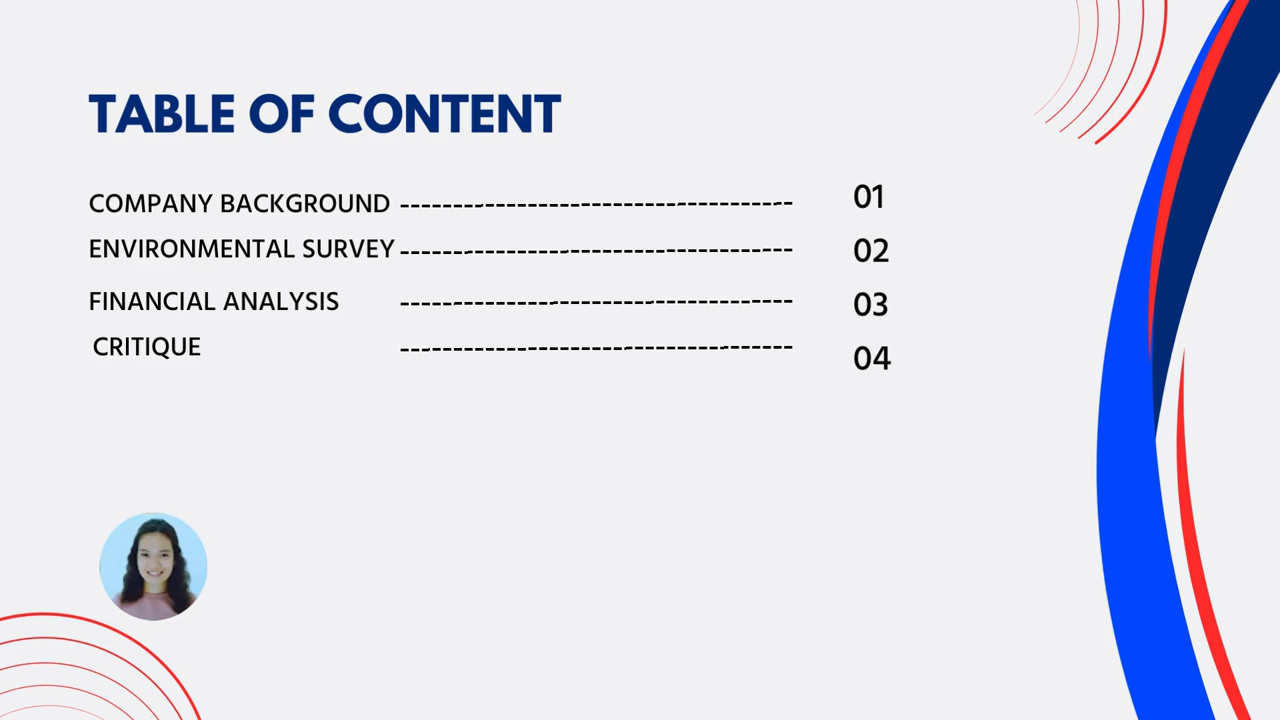 TABLE OF CONTENT
COMPANY BACKGROUND ------------------------------------------- 01
ENVIRONMENTAL SURVEY ------------------------------------------- 02
FINANCIAL ANALYSIS ------------------------------------------- 03
CRITIQUE ------------------------------------------- 04